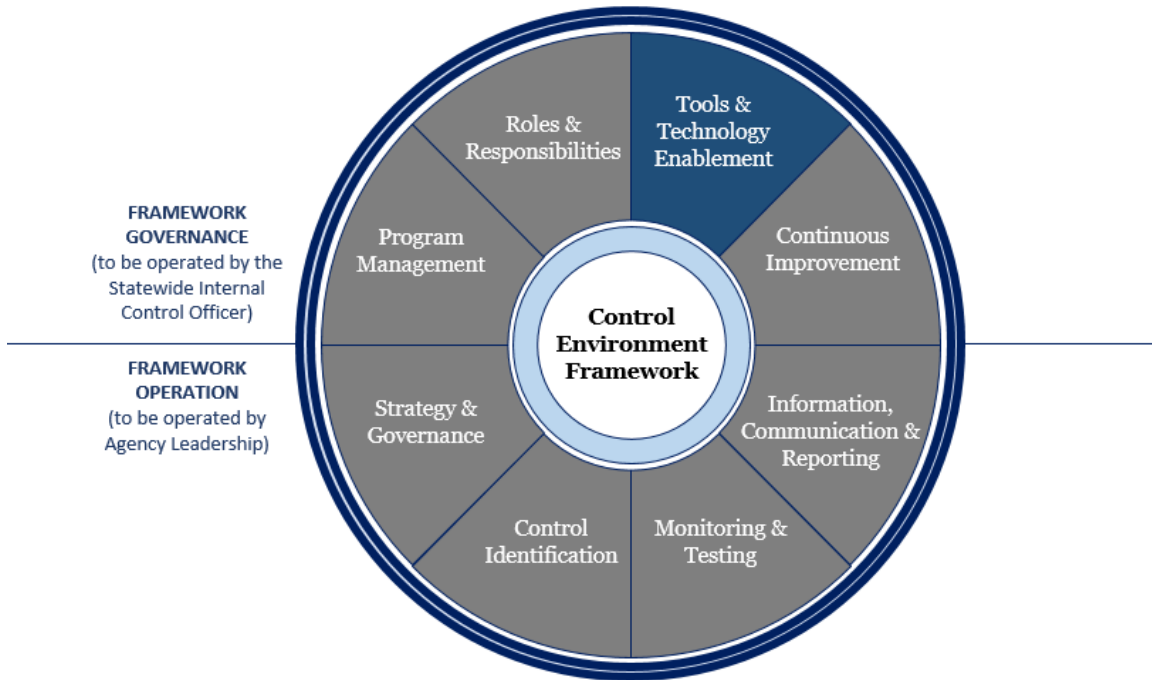 Tools &
Technology
Enablement
Roles &
Responsibilities
FRAMEWORK
GOVERNANCE
(to be operated by the
Statewide Internal
Control Officer)
Program
Management
Continuous
Improvement
Control
Environment
Framework
FRAMEWORK
OPERATION
(to be operated by
Agency Leadership)
Strategy &
Governance
Information,
Communication &
Reporting
Control
Identification
Monitoring &
Testing